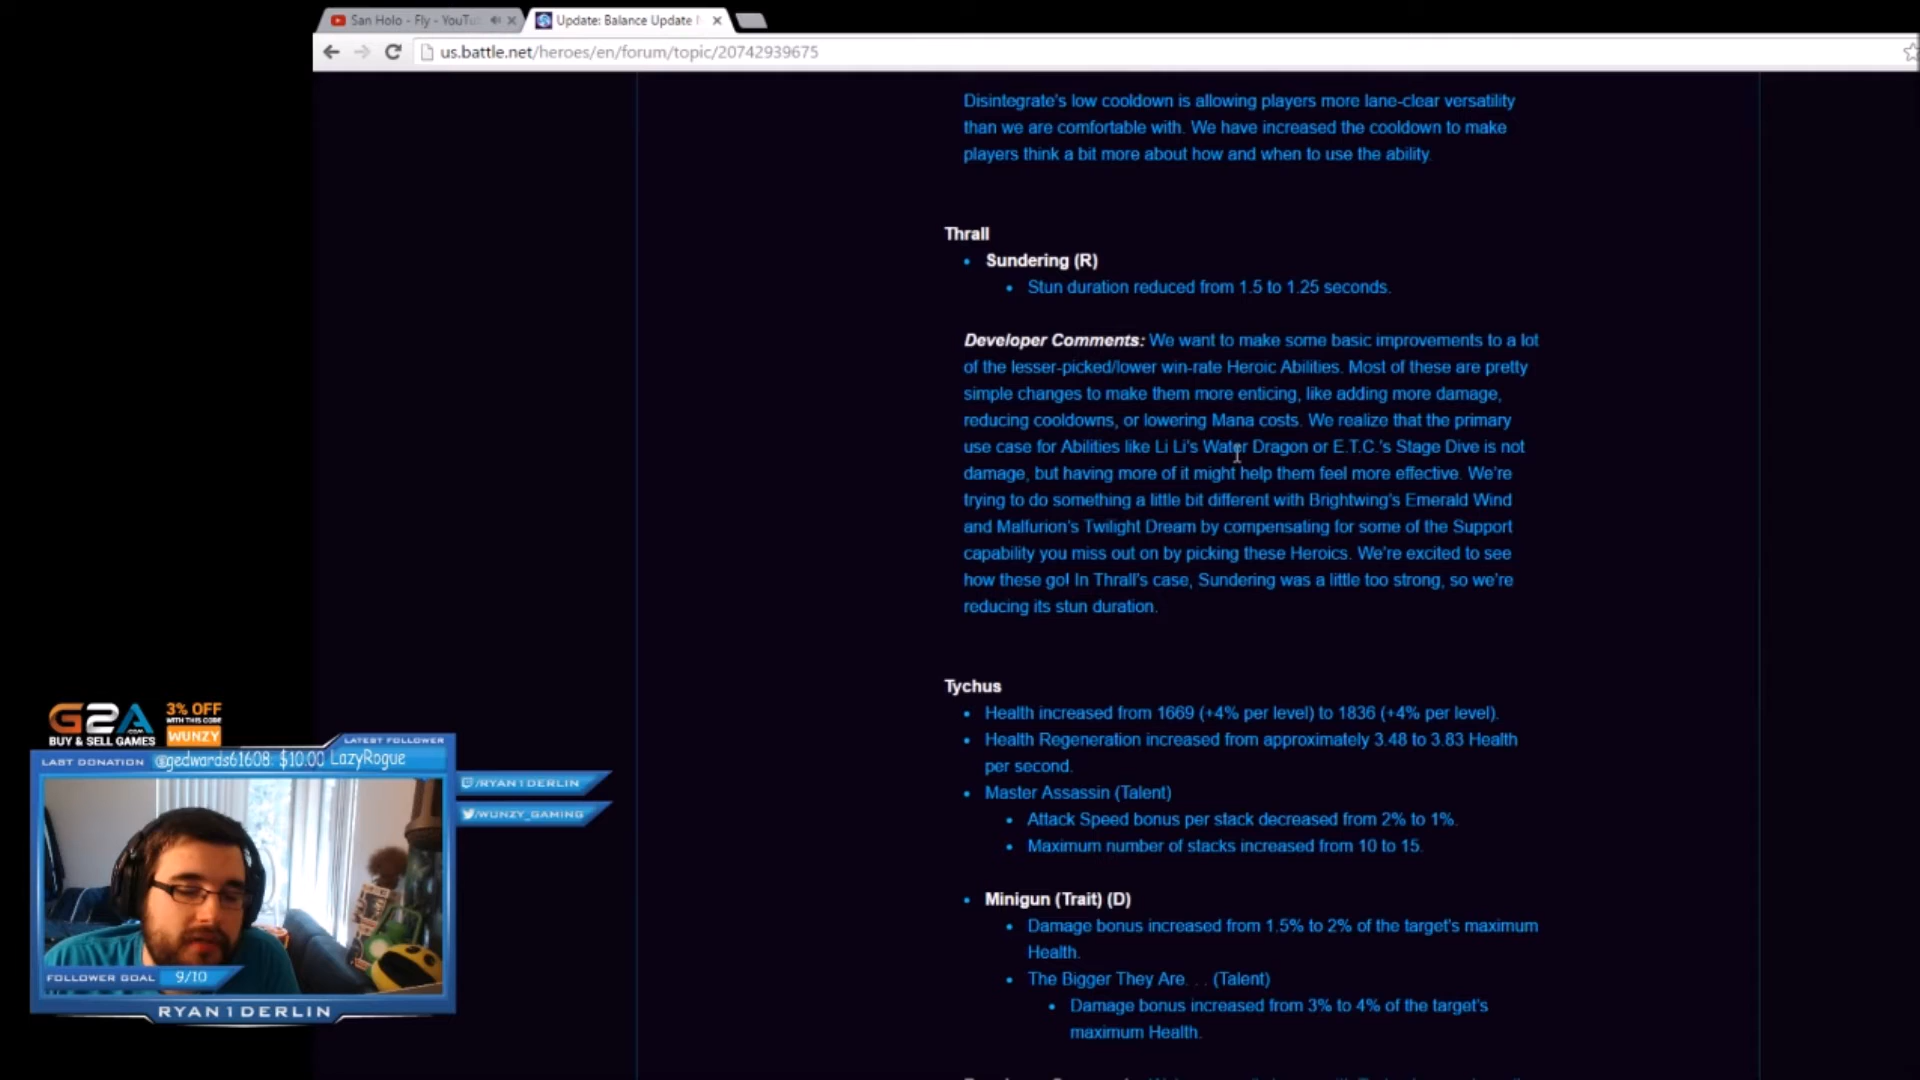 San Holo - Fly - YouTu
Update: Balance Update
us.battle.net/heroes/en/forum/topic/20742939675
Disintegrate's low cooldown is allowing players more lane-clear versatility
than we are comfortable with. We have increased the cooldown to make
players think a bit more about how and when to use the ability.
Thrall
Sundering (R)
Stun duration reduced from 1.5 to 1.25 seconds.
Developer Comments: We want to make some basic improvements to a lot
of the lesser-picked/lower win-rate Heroic Abilities. Most of these are pretty
simple changes to make them more enticing, like adding more damage,
reducing cooldowns, or lowering Mana costs. We realize that the primary
use case for Abilities like Li Li's Water Dragon or E.T.C.'s Stage Dive is not
damage, but having more of it might help them feel more effective. We're
trying to do something a little bit different with Brightwing's Emerald Wind
and Malfurion's Twilight Dream by compensating for some of the Support
capability you miss out on by picking these Heroics. We're excited to see
how these go! In Thrall's case, Sundering was a little too strong, so we're
reducing its stun duration.
Tychus
Health increased from 1669 (+4% per level) to 1836 (+4% per level).
Health Regeneration increased from approximately 3.48 to 3.83 Health
per second.
Master Assassin (Talent)
Attack Speed bonus per stack decreased from 2% to 1%.
Maximum number of stacks increased from 10 to 15.
Minigun (Trait) (D)
Damage bonus increased from 1.5% to 2% of the target's maximum
Health.
The Bigger They Are. . . (Talent)
Damage bonus increased from 3% to 4% of the target's
maximum Health.
G2A.COM
BUY & SELL GAMES
3% OFF
WITH THIS CODE
WUNZY
LATEST FOLLOWER
LAST DONATION @gedwards61608: $10.00 LazyRogue
/RYAN1DERLIN
/WUNZY_GAMING
FOLLOWER GOAL 9/10
RYAN1DERLIN